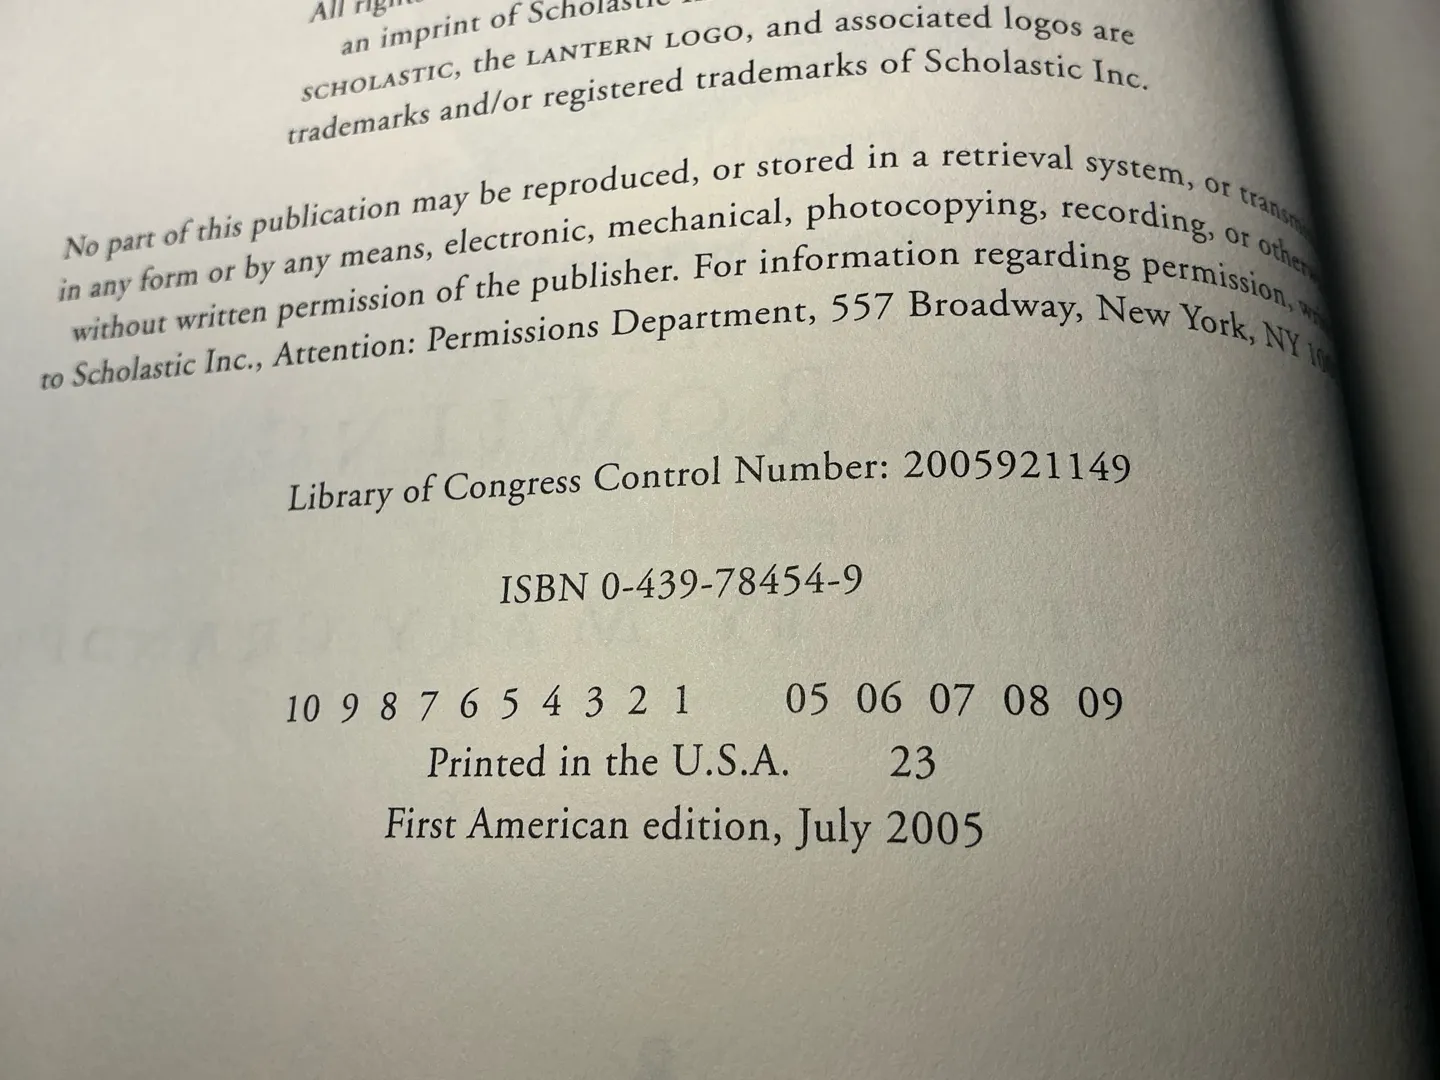 All
an imprint of Scholastic
SCHOLASTIC, the LANTERN LOGO, and associated logos are
trademarks and/or registered trademarks of Scholastic Inc.
No part of this publication may be reproduced, or stored in a retrieval system, or
in any form or by any means, electronic, mechanical, photocopying, recording, or
without written permission of the publisher. For information regarding permission,
to Scholastic Inc., Attention: Permissions Department, 557 Broadway, New York, NY
Library of Congress Control Number: 2005921149
ISBN 0-439-78454-9
10 9 8 7 6 5 4 3 2 1 05 06 07 08 09
Printed in the U.S.A. 23
First American edition, July 2005